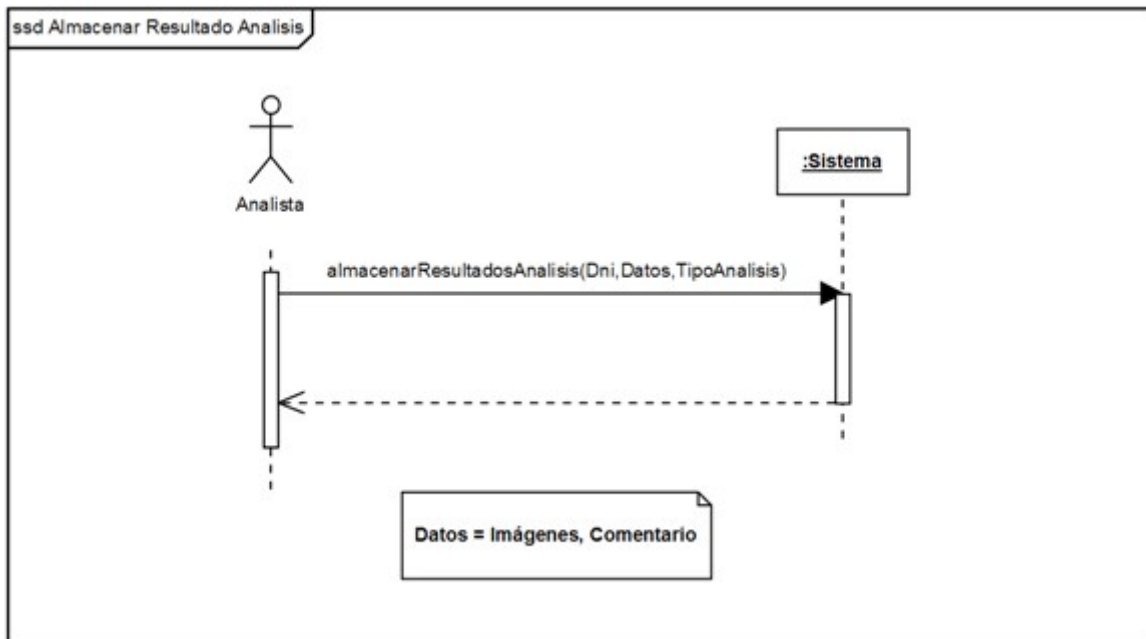 ssd Almacenar Resultado Analisis
Analista
:Sistema
almacenarResultadosAnalisis(Dni,Datos,TipoAnalisis)
Datos = Imágenes, Comentario